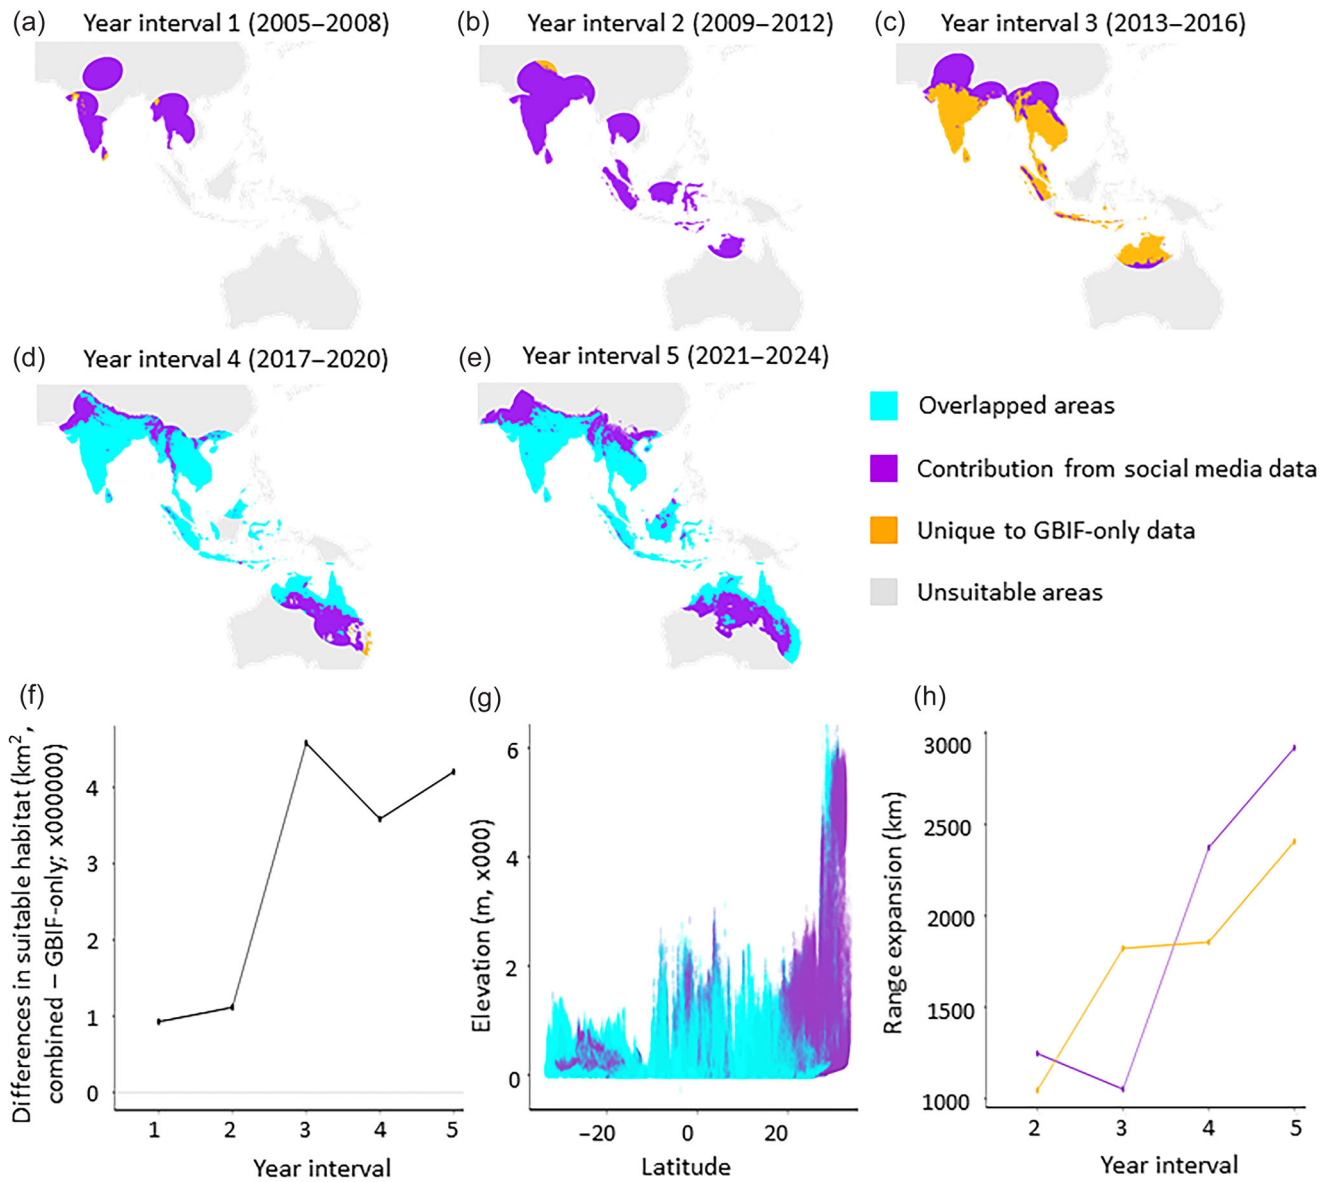 (a) Year interval 1 (2005–2008)
(b) Year interval 2 (2009–2012)
(c) Year interval 3 (2013–2016)
(d) Year interval 4 (2017–2020)
(e) Year interval 5 (2021–2024)
Overlapped areas
Contribution from social media data
Unique to GBIF-only data
Unsuitable areas
(f)
Differences in suitable habitat (km²,
combined – GBIF-only; x000000)
4
3
2
1
0
1 2 3 4 5
Year interval
(g)
Elevation (m, x000)
6
4
2
0
−20 0 20
Latitude
(h)
Range expansion (km)
3000
2500
2000
1500
1000
2 3 4 5
Year interval